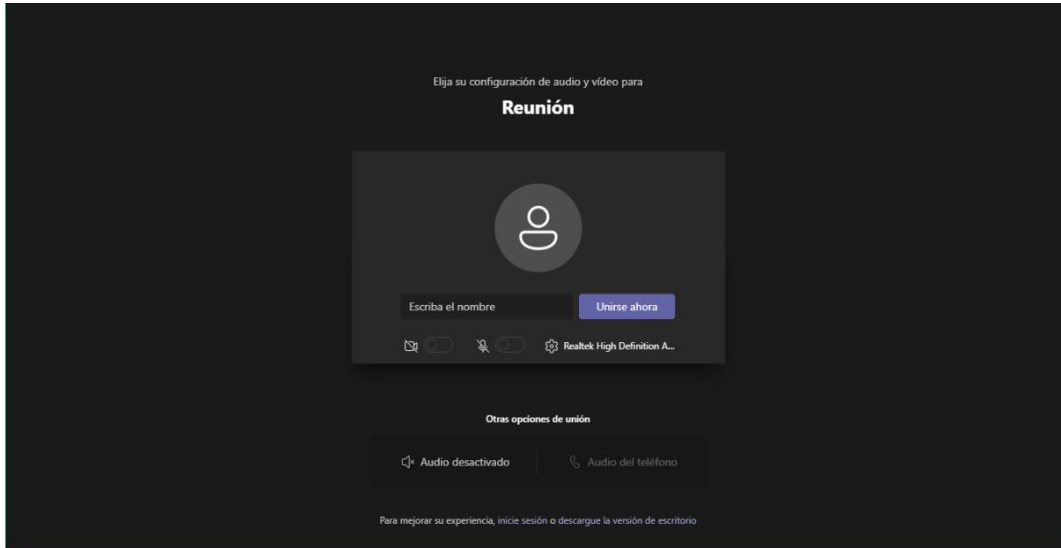 Elija su configuración de audio y vídeo para
Reunión
Escriba el nombre
Unirse ahora
Realtek High Definition A...
Otras opciones de unión
Audio desactivado
Audio del teléfono
Para mejorar su experiencia, inicie sesión o descargue la versión de escritorio